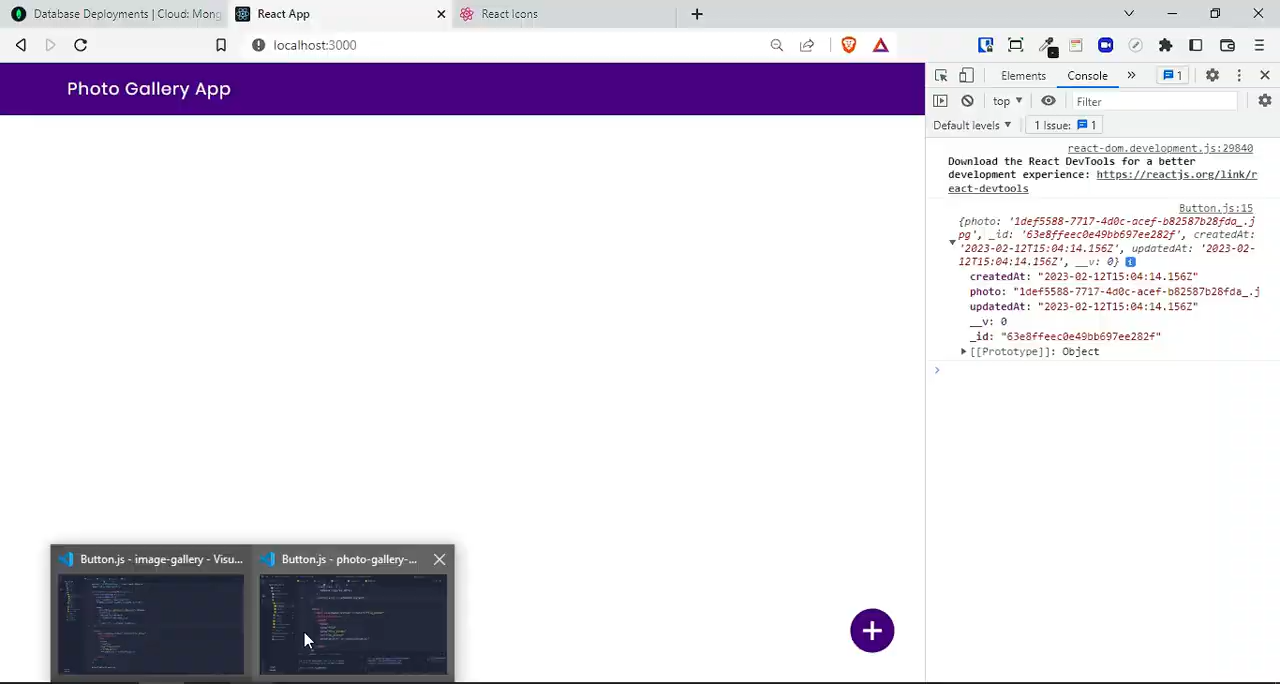 Database Deployments | Cloud: Mong
React App
React Icons
localhost:3000
Photo Gallery App
Elements
Console
1
top
Filter
Default levels
1 Issue: 1
react-dom.development.js:29840
Download the React DevTools for a better
development experience: https://reactjs.org/link/r
eact-devtools
Button.js:15
{photo: '1def5588-7717-4d0c-acef-b82587b28fda_.j
pg', _id: '63e8ffeec0e49bb697ee282f', createdAt:
'2023-02-12T15:04:14.156Z', updatedAt: '2023-02-
12T15:04:14.156Z', __v: 0}
createdAt: "2023-02-12T15:04:14.156Z"
photo: "1def5588-7717-4d0c-acef-b82587b28fda_.j
updatedAt: "2023-02-12T15:04:14.156Z"
__v: 0
_id: "63e8ffeec0e49bb697ee282f"
[[Prototype]]: Object
Button.js - image-gallery - Visu...
Button.js - photo-gallery-...